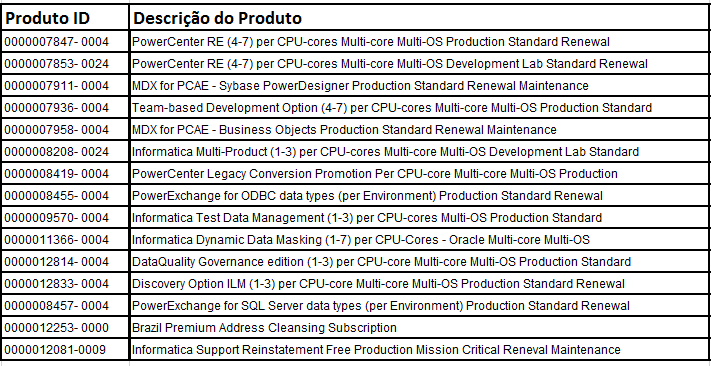 Produto ID Descrição do Produto
0000007847- 0004 PowerCenter RE (4-7) per CPU-cores Multi-core Multi-OS Production Standard Renewal
0000007853- 0024 PowerCenter RE (4-7) per CPU-cores Multi-core Multi-OS Development Lab Standard Renewal
0000007911- 0004 MDX for PCAE - Sybase PowerDesigner Production Standard Renewal Maintenance
0000007936- 0004 Team-based Development Option (4-7) per CPU-cores Multi-core Multi-OS Production Standard
0000007958- 0004 MDX for PCAE - Business Objects Production Standard Renewal Maintenance
0000008208- 0024 Informatica Multi-Product (1-3) per CPU-cores Multi-core Multi-OS Development Lab Standard
0000008419- 0004 PowerCenter Legacy Conversion Promotion Per CPU-core Multi-core Multi-OS Production
0000008455- 0004 PowerExchange for ODBC data types (per Environment) Production Standard Renewal
0000009570- 0004 Informatica Test Data Management (1-3) per CPU-cores Multi-OS Production Standard
0000011366- 0004 Informatica Dynamic Data Masking (1-7) per CPU-Cores - Oracle Multi-core Multi-OS
0000012814- 0004 DataQuality Governance edition (1-3) per CPU-core Multi-core Multi-OS Production Standard
0000012833- 0004 Discovery Option ILM (1-3) per CPU-core Multi-core Multi-OS Production Standard Renewal
0000008457- 0004 PowerExchange for SQL Server data types (per Environment) Production Standard Renewal
0000012253- 0000 Brazil Premium Address Cleansing Subscription
0000012081-0009 Informatica Support Reinstatement Free Production Mission Critical Reneval Maintenance